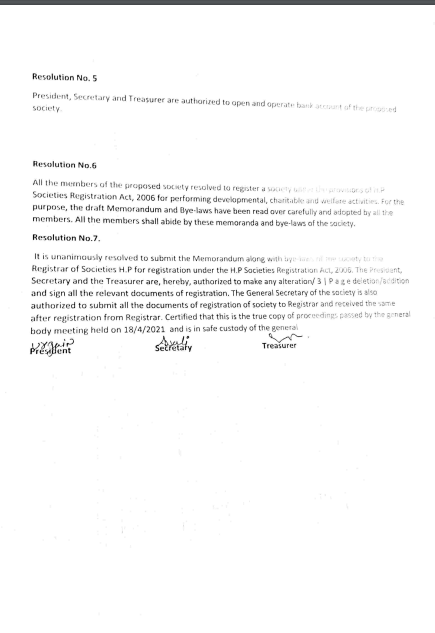 Resolution No. 5
President, Secretary and Treasurer are authorized to open and operate bank account of the proposed
society.
Resolution No.6
All the members of the proposed society resolved to register a society under the provisions of H.P
Societies Registration Act, 2006 for performing developmental, charitable and welfare activities. For the
purpose, the draft Memorandum and Bye-laws have been read over carefully and adopted by all the
members. All the members shall abide by these memoranda and bye-laws of the society.
Resolution No.7.
It is unanimously resolved to submit the Memorandum along with bye-laws of the society to the
Registrar of Societies H.P for registration under the H.P Societies Registration Act, 2006. The President,
Secretary and the Treasurer are, hereby, authorized to make any alteration/ 3 | P a g e deletion/addition
and sign all the relevant documents of registration. The General Secretary of the society is also
authorized to submit all the documents of registration of society to Registrar and received the same
after registration from Registrar. Certified that this is the true copy of proceedings passed by the general
body meeting held on 18/4/2021 and is in safe custody of the general
President Secretary Treasurer